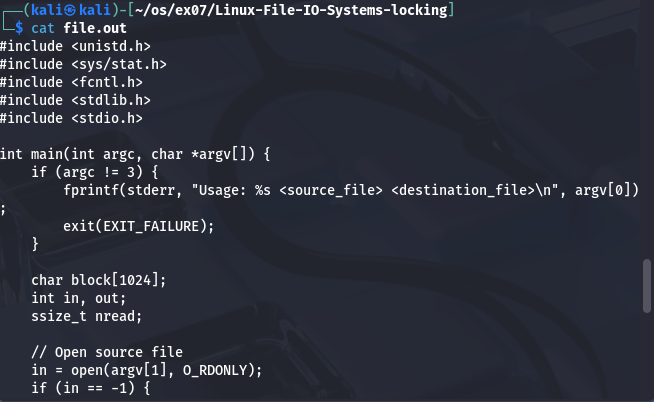 ┌──(kali㉿kali)-[~/os/ex07/Linux-File-IO-Systems-locking]
└─$ cat file.out
#include <unistd.h>
#include <sys/stat.h>
#include <fcntl.h>
#include <stdlib.h>
#include <stdio.h>

int main(int argc, char *argv[]) {
    if (argc != 3) {
        fprintf(stderr, "Usage: %s <source_file> <destination_file>\n", argv[0])
;
        exit(EXIT_FAILURE);
    }

    char block[1024];
    int in, out;
    ssize_t nread;

    // Open source file
    in = open(argv[1], O_RDONLY);
    if (in == -1) {